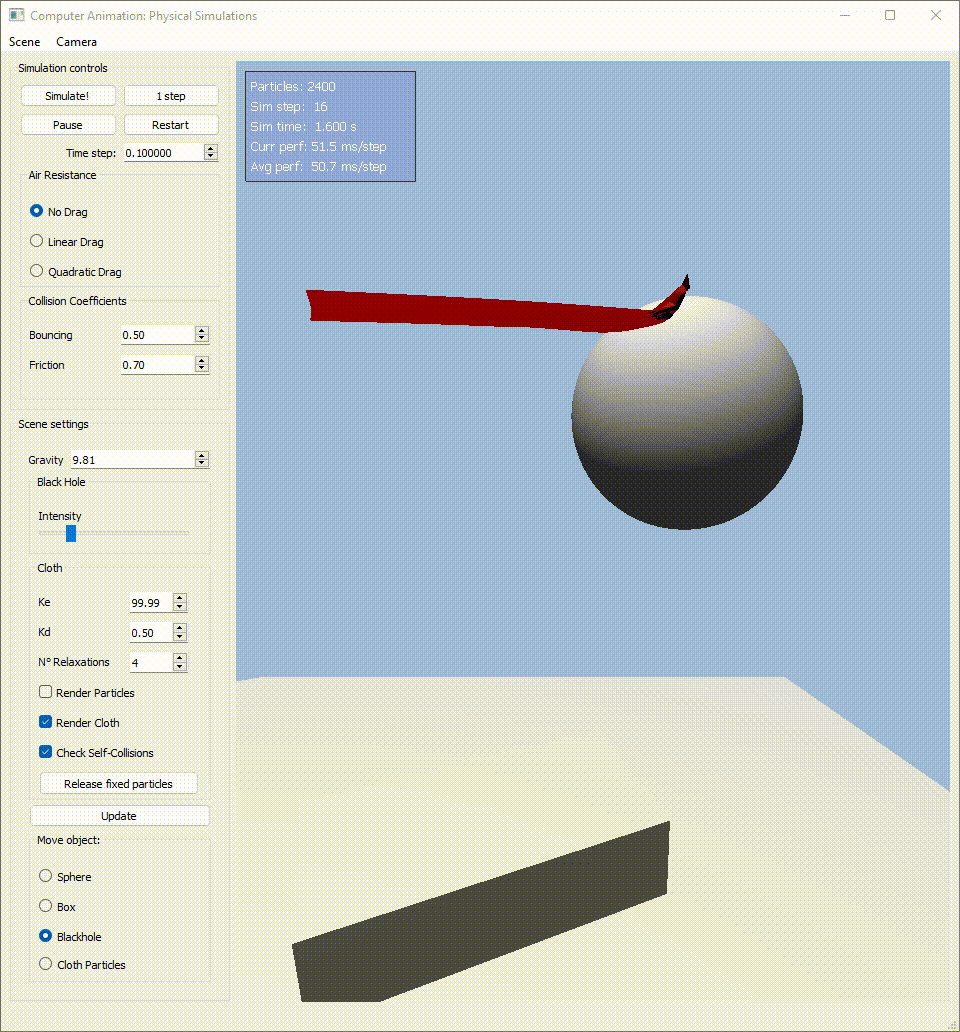 Computer Animation: Physical Simulations
Scene Camera
Simulation controls
Simulate! 1 step
Pause Restart
Time step: 0.100000
Air Resistance
No Drag
Linear Drag
Quadratic Drag
Collision Coefficients
Bouncing 0.50
Friction 0.70
Scene settings
Gravity 9.81
Black Hole
Intensity
Cloth
Ke 99.99
Kd 0.50
Nº Relaxations 4
Render Particles
Render Cloth
Check Self-Collisions
Release fixed particles
Update
Move object:
Sphere
Box
Blackhole
Cloth Particles
Particles: 2400
Sim step: 16
Sim time: 1.600 s
Curr perf: 51.5 ms/step
Avg perf: 50.7 ms/step